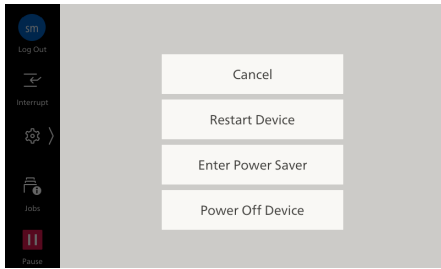 sm
Log Out
Interrupt
Jobs
Pause
Cancel
Restart Device
Enter Power Saver
Power Off Device